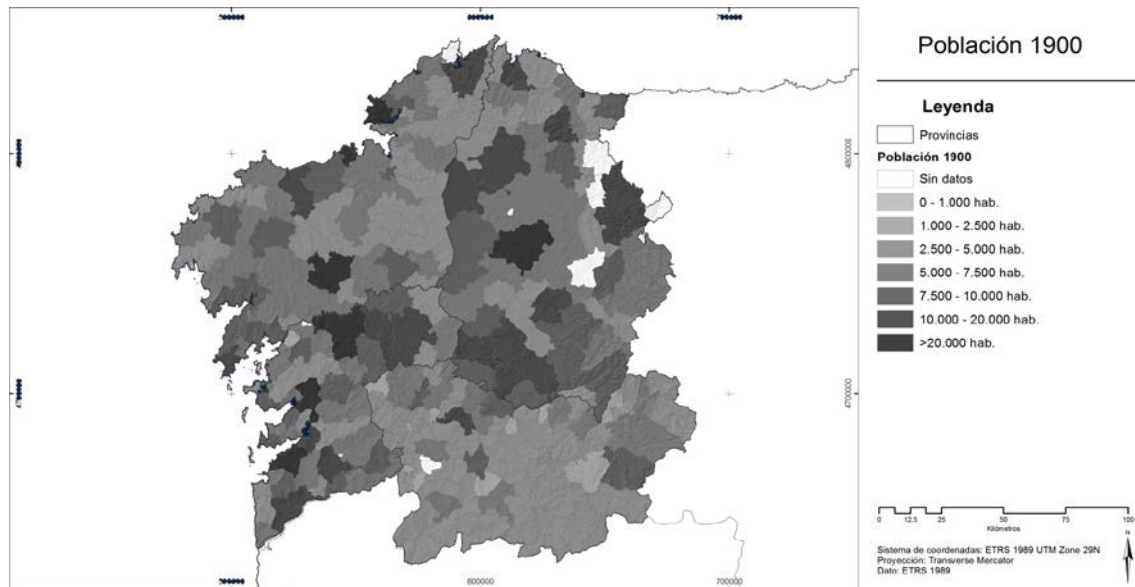 Población 1900
Leyenda
Provincias
Población 1900
Sin datos
0 - 1.000 hab.
1.000 - 2.500 hab.
2.500 - 5.000 hab.
5.000 - 7.500 hab.
7.500 - 10.000 hab.
10.000 - 20.000 hab.
>20.000 hab.
0 12,5 25 50 75 100
Kilómetros
N
Sistema de coordenadas: ETRS 1989 UTM Zone 29N
Proyección: Transverse Mercator
Dato: ETRS 1989
700000
4800000
4700000
600000
700000